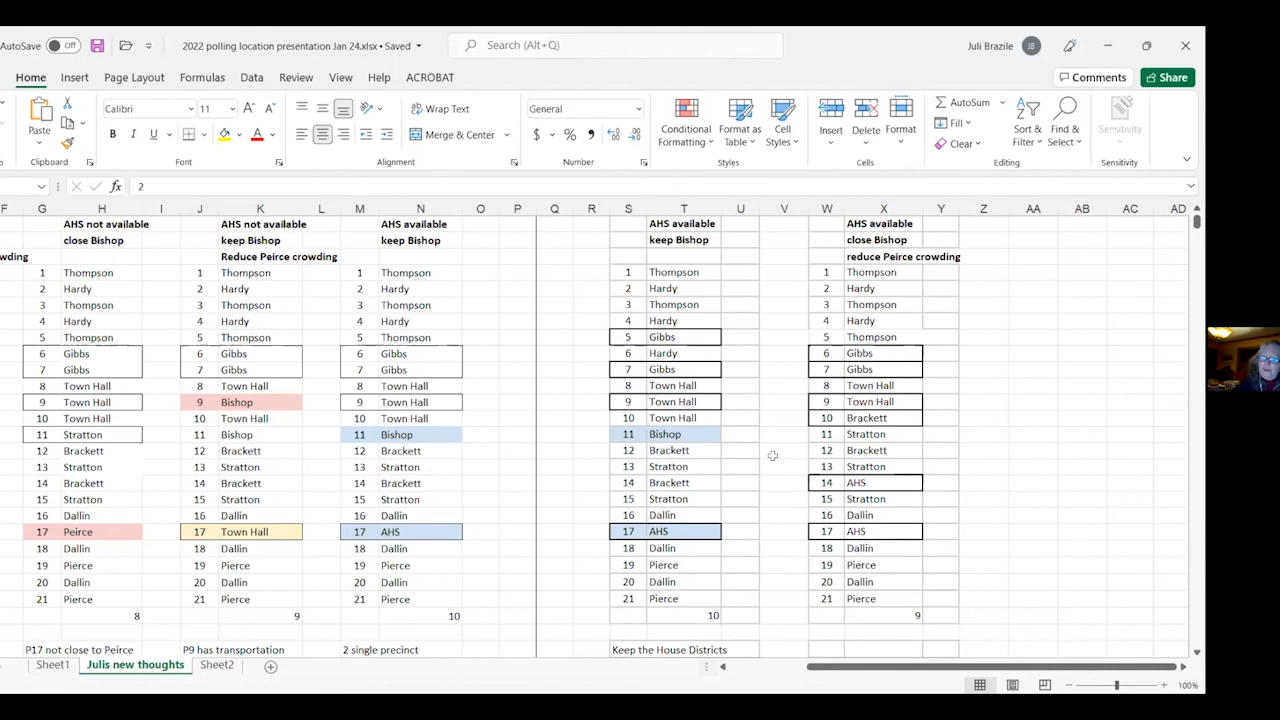 AutoSave Off 2022 polling location presentation Jan 24.xlsx • Saved Search (Alt+Q) Juli Brazile JB
Home Insert Page Layout Formulas Data Review View Help ACROBAT Comments Share
Paste Calibri 11 A A Wrap Text General Conditional Formatting Format as Table Cell Styles Insert Delete Format AutoSum Fill Clear Sort & Filter Find & Select Sensitivity
B I U A Merge & Center $ % 9
Clipboard Font Alignment Number Styles Cells Editing Sensitivity
fx 2
F G H I J K L M N O P Q R S T U V W X Y Z AA AB AC AD
AHS not available AHS not available AHS available AHS available AHS available
close Bishop keep Bishop keep Bishop keep Bishop close Bishop
wding Reduce Peirce crowding reduce Peirce crowding
1 Thompson 1 Thompson 1 Thompson 1 Thompson 1 Thompson
2 Hardy 2 Hardy 2 Hardy 2 Hardy 2 Hardy
3 Thompson 3 Thompson 3 Thompson 3 Thompson 3 Thompson
4 Hardy 4 Hardy 4 Hardy 4 Hardy 4 Hardy
5 Thompson 5 Thompson 5 Thompson 5 Gibbs 5 Thompson
6 Gibbs 6 Gibbs 6 Gibbs 6 Hardy 6 Gibbs
7 Gibbs 7 Gibbs 7 Gibbs 7 Gibbs 7 Gibbs
8 Town Hall 8 Town Hall 8 Town Hall 8 Town Hall 8 Town Hall
9 Town Hall 9 Bishop 9 Town Hall 9 Town Hall 9 Town Hall
10 Town Hall 10 Town Hall 10 Town Hall 10 Town Hall 10 Brackett
11 Stratton 11 Bishop 11 Bishop 11 Bishop 11 Stratton
12 Brackett 12 Brackett 12 Brackett 12 Brackett 12 Brackett
13 Stratton 13 Stratton 13 Stratton 13 Stratton 13 Stratton
14 Brackett 14 Brackett 14 Brackett 14 Brackett 14 AHS
15 Stratton 15 Stratton 15 Stratton 15 Stratton 15 Stratton
16 Dallin 16 Dallin 16 Dallin 16 Dallin 16 Dallin
17 Peirce 17 Town Hall 17 AHS 17 AHS 17 AHS
18 Dallin 18 Dallin 18 Dallin 18 Dallin 18 Dallin
19 Pierce 19 Pierce 19 Pierce 19 Pierce 19 Pierce
20 Dallin 20 Dallin 20 Dallin 20 Dallin 20 Dallin
21 Pierce 21 Pierce 21 Pierce 21 Pierce 21 Pierce
8 9 10 10 9
P17 not close to Peirce P9 has transportation 2 single precinct Keep the House Districts
Sheet1 Julis new thoughts Sheet2
100%